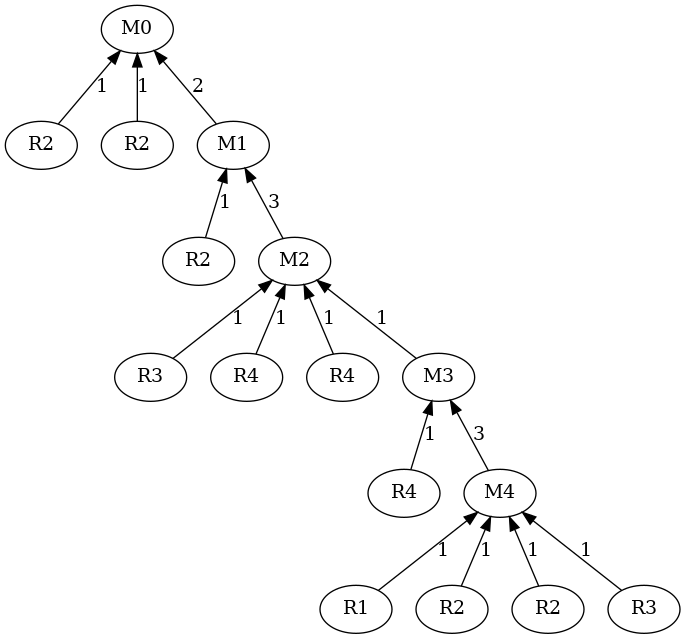 M0
1 1 2
R2 R2 M1
1 3
R2 M2
1 1 1 1
R3 R4 R4 M3
1 3
R4 M4
1 1 1 1
R1 R2 R2 R3